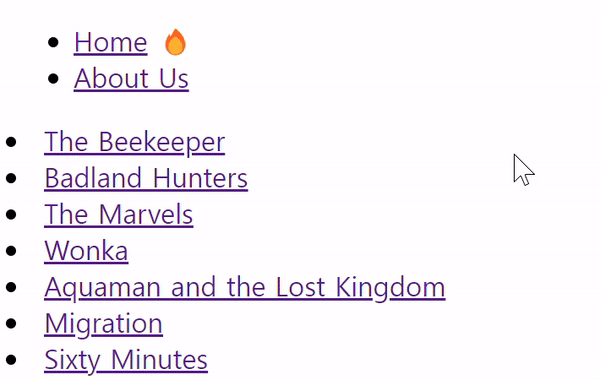 Home 🔥
About Us
The Beekeeper
Badland Hunters
The Marvels
Wonka
Aquaman and the Lost Kingdom
Migration
Sixty Minutes